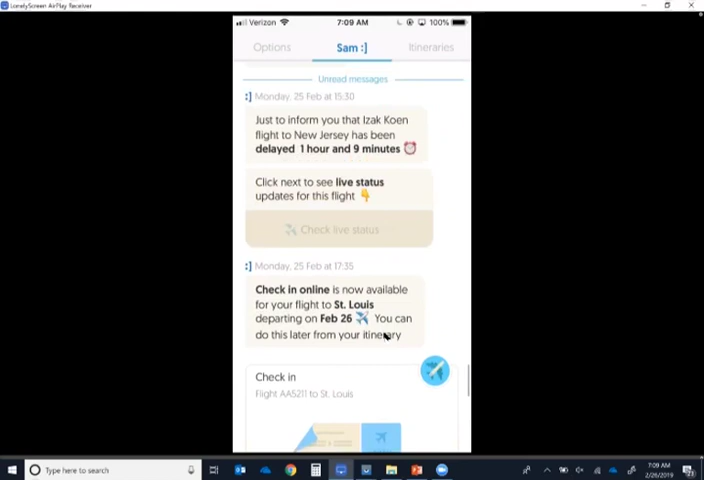 LonelyScreen AirPlay Receiver
Verizon
7:09 AM
100%
Options
Sam :]
Itineraries
Unread messages
:] Monday, 25 Feb at 15:30
Just to inform you that Izak Koen
flight to New Jersey has been
delayed 1 hour and 9 minutes
Click next to see live status
updates for this flight
Check live status
:] Monday, 25 Feb at 17:35
Check in online is now available
for your flight to St. Louis
departing on Feb 26 You can
do this later from your itinerary
Check in
Flight AA5211 to St. Louis
Type here to search
7:09 AM
2/26/2019